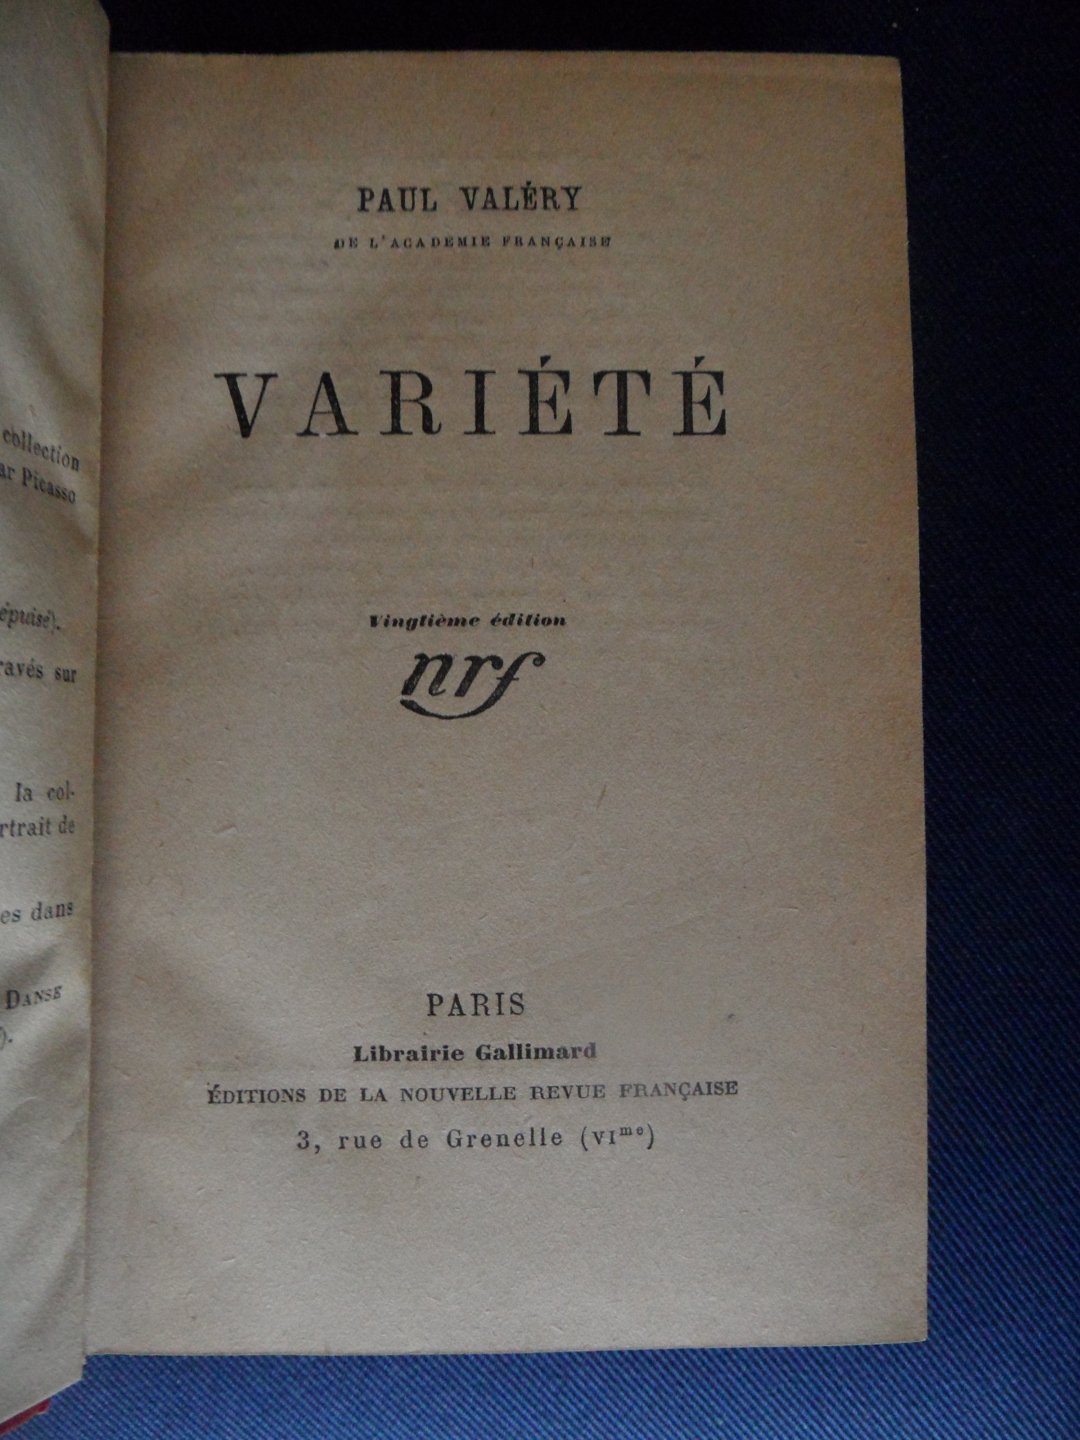 collection
ar Picasso
épuisé).
ravés sur
la col-
rtrait de
es dans
DANSE
).
PAUL VALÉRY
DE L'ACADÉMIE FRANÇAISE
VARIÉTÉ
Vingtième édition
nrf
PARIS
Librairie Gallimard
ÉDITIONS DE LA NOUVELLE REVUE FRANÇAISE
3, rue de Grenelle (VIme)